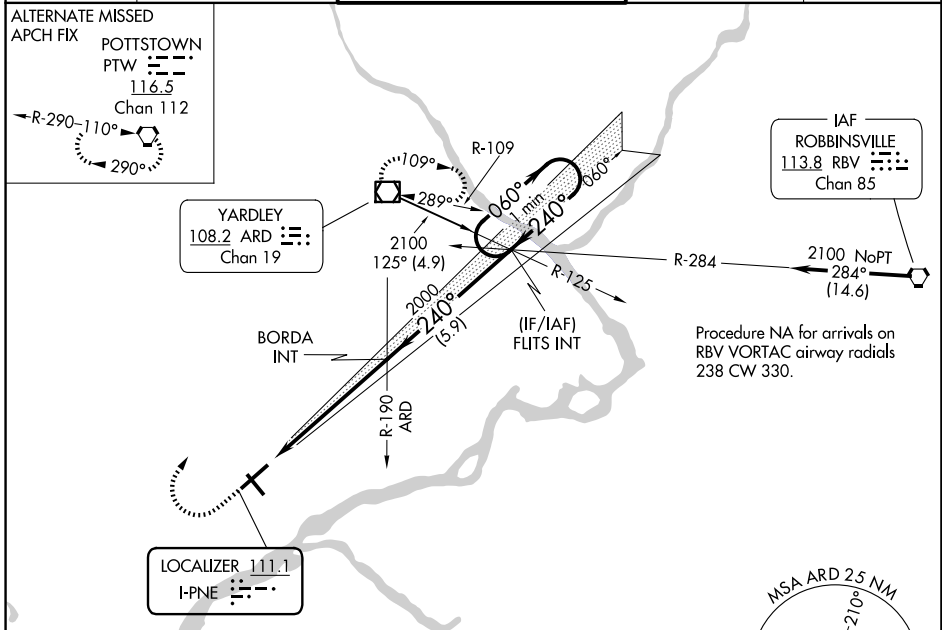 ALTERNATE MISSED
APCH FIX
POTTSTOWN
PTW
116.5
Chan 112
R-290
110°
290°
YARDLEY
108.2 ARD
Chan 19
109°
R-109
289°
060°
1 min
240°
060°
2100
125° (4.9)
IAF
ROBBINSVILLE
113.8 RBV
Chan 85
2100 NoPT
284°
(14.6)
R-284
R-125
2000
240°
(5.9)
(IF/IAF)
FLITS INT
BORDA
INT
R-190
ARD
Procedure NA for arrivals on
RBV VORTAC airway radials
238 CW 330.
LOCALIZER 111.1
I-PNE
MSA ARD 25 NM
210°